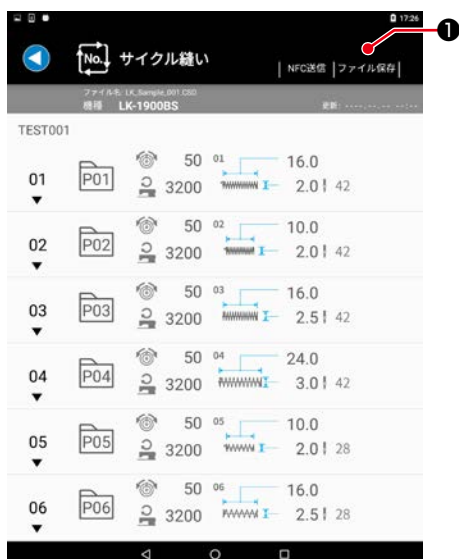 17:26
❶
No. サイクル縫い
NFC送信 ファイル保存
ファイル名: LK_Sample_001.CSD
機種 LK-1900BS
更新: ----.--.-- --:--
TEST001
01 P01 50 01 16.0
3200 2.0 42
02 P02 50 02 10.0
3200 2.0 42
03 P03 50 03 16.0
3200 2.5 42
04 P04 50 04 24.0
3200 3.0 42
05 P05 50 05 10.0
3200 2.0 28
06 P06 50 06 16.0
3200 2.5 28